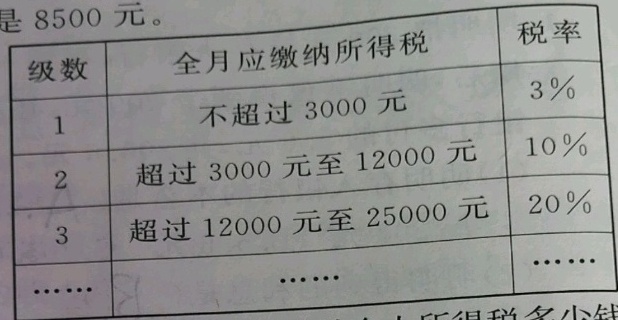 是 8500 元。
级数 全月应缴纳所得税 税率
1 不超过 3000 元 3%
2 超过 3000 元至 12000 元 10%
3 超过 12000 元至 25000 元 20%
…… …… ……
所得税多少钱